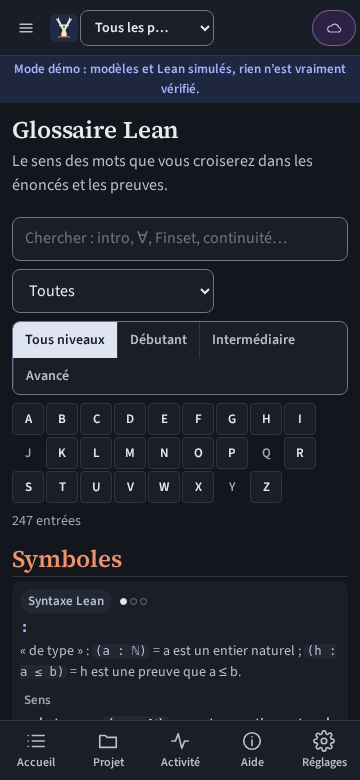 Tous les p…
Mode démo : modèles et Lean simulés, rien n’est vraiment
vérifié.
Glossaire Lean
Le sens des mots que vous croiserez dans les
énoncés et les preuves.
Chercher : intro, ∀, Finset, continuité…
Toutes
Tous niveaux Débutant Intermédiaire
Avancé
A B C D E F G H I
J K L M N O P Q R
S T U V W X Y Z
247 entrées
Symboles
Syntaxe Lean
:
« de type » : (a : ℕ) = a est un entier naturel ; (h :
a ≤ b) = h est une preuve que a ≤ b.
Sens
Accueil Projet Activité Aide Réglages